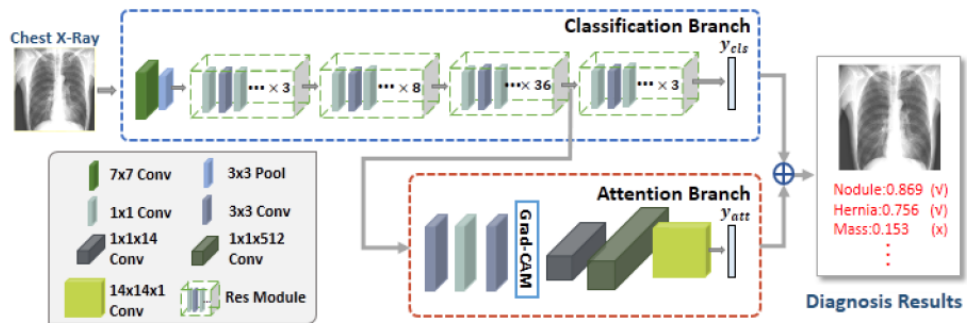 Chest X-Ray
Classification Branch
y_cls
··· × 3
··· × 8
···× 36
··· × 3
7x7 Conv
3x3 Pool
1x1 Conv
3x3 Conv
1x1x14
Conv
1x1x512
Conv
14x14x1
Conv
Res Module
Attention Branch
y_att
Grad-CAM
Nodule:0.869 (√)
Hernia:0.756 (√)
Mass:0.153 (x)
Diagnosis Results